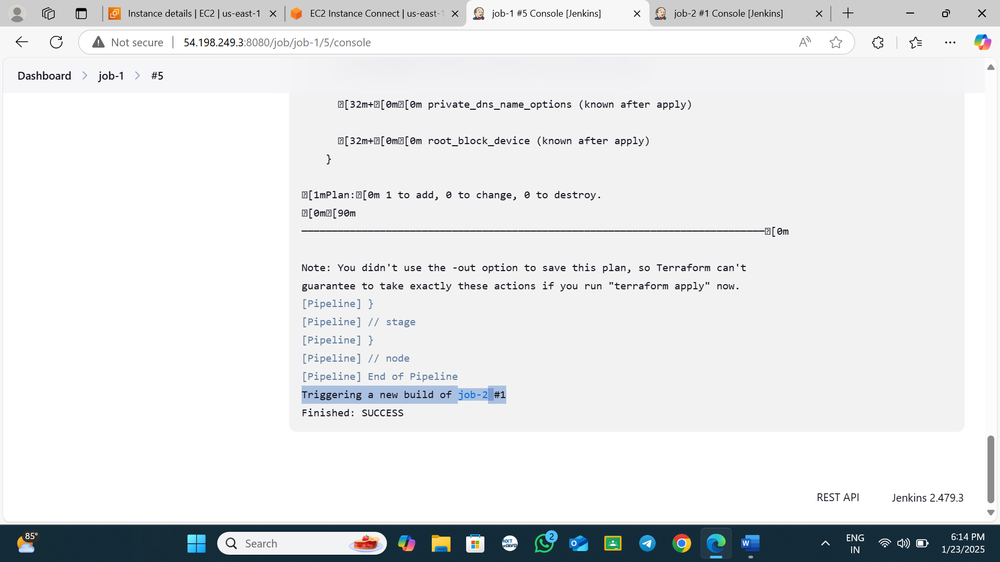 Instance details | EC2 | us-east-1
EC2 Instance Connect | us-east-1
job-1 #5 Console [Jenkins]
job-2 #1 Console [Jenkins]
Not secure
54.198.249.3:8080/job/job-1/5/console
Dashboard
job-1
#5
[32m+[0m[0m private_dns_name_options (known after apply)
[32m+[0m[0m root_block_device (known after apply)
}
[1mPlan:[0m 1 to add, 0 to change, 0 to destroy.
[0m[90m
─────────────────────────────────────────────────────────────────────────────[0m
Note: You didn't use the -out option to save this plan, so Terraform can't
guarantee to take exactly these actions if you run "terraform apply" now.
[Pipeline] }
[Pipeline] // stage
[Pipeline] }
[Pipeline] // node
[Pipeline] End of Pipeline
Triggering a new build of job-2 #1
Finished: SUCCESS
REST API
Jenkins 2.479.3
85°
Search
NXT
WAVE
2
W
ENG
IN
6:14 PM
1/23/2025